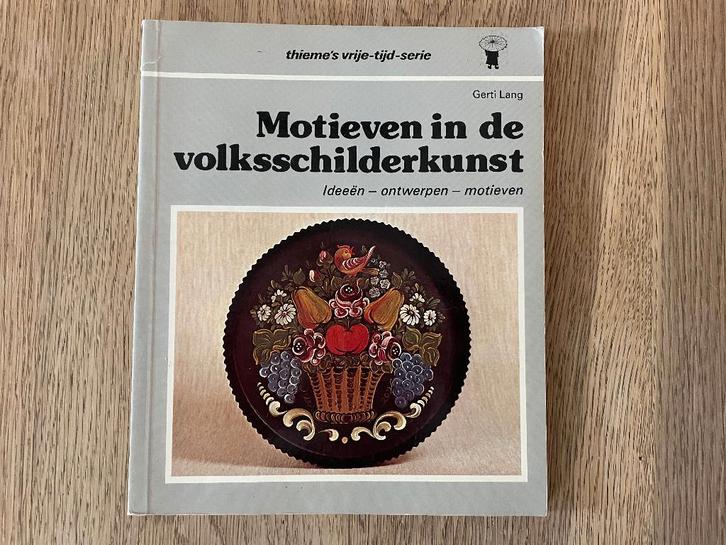 thieme's vrije-tijd-serie
Gerti Lang
Motieven in de
volksschilderkunst
Ideeën – ontwerpen – motieven